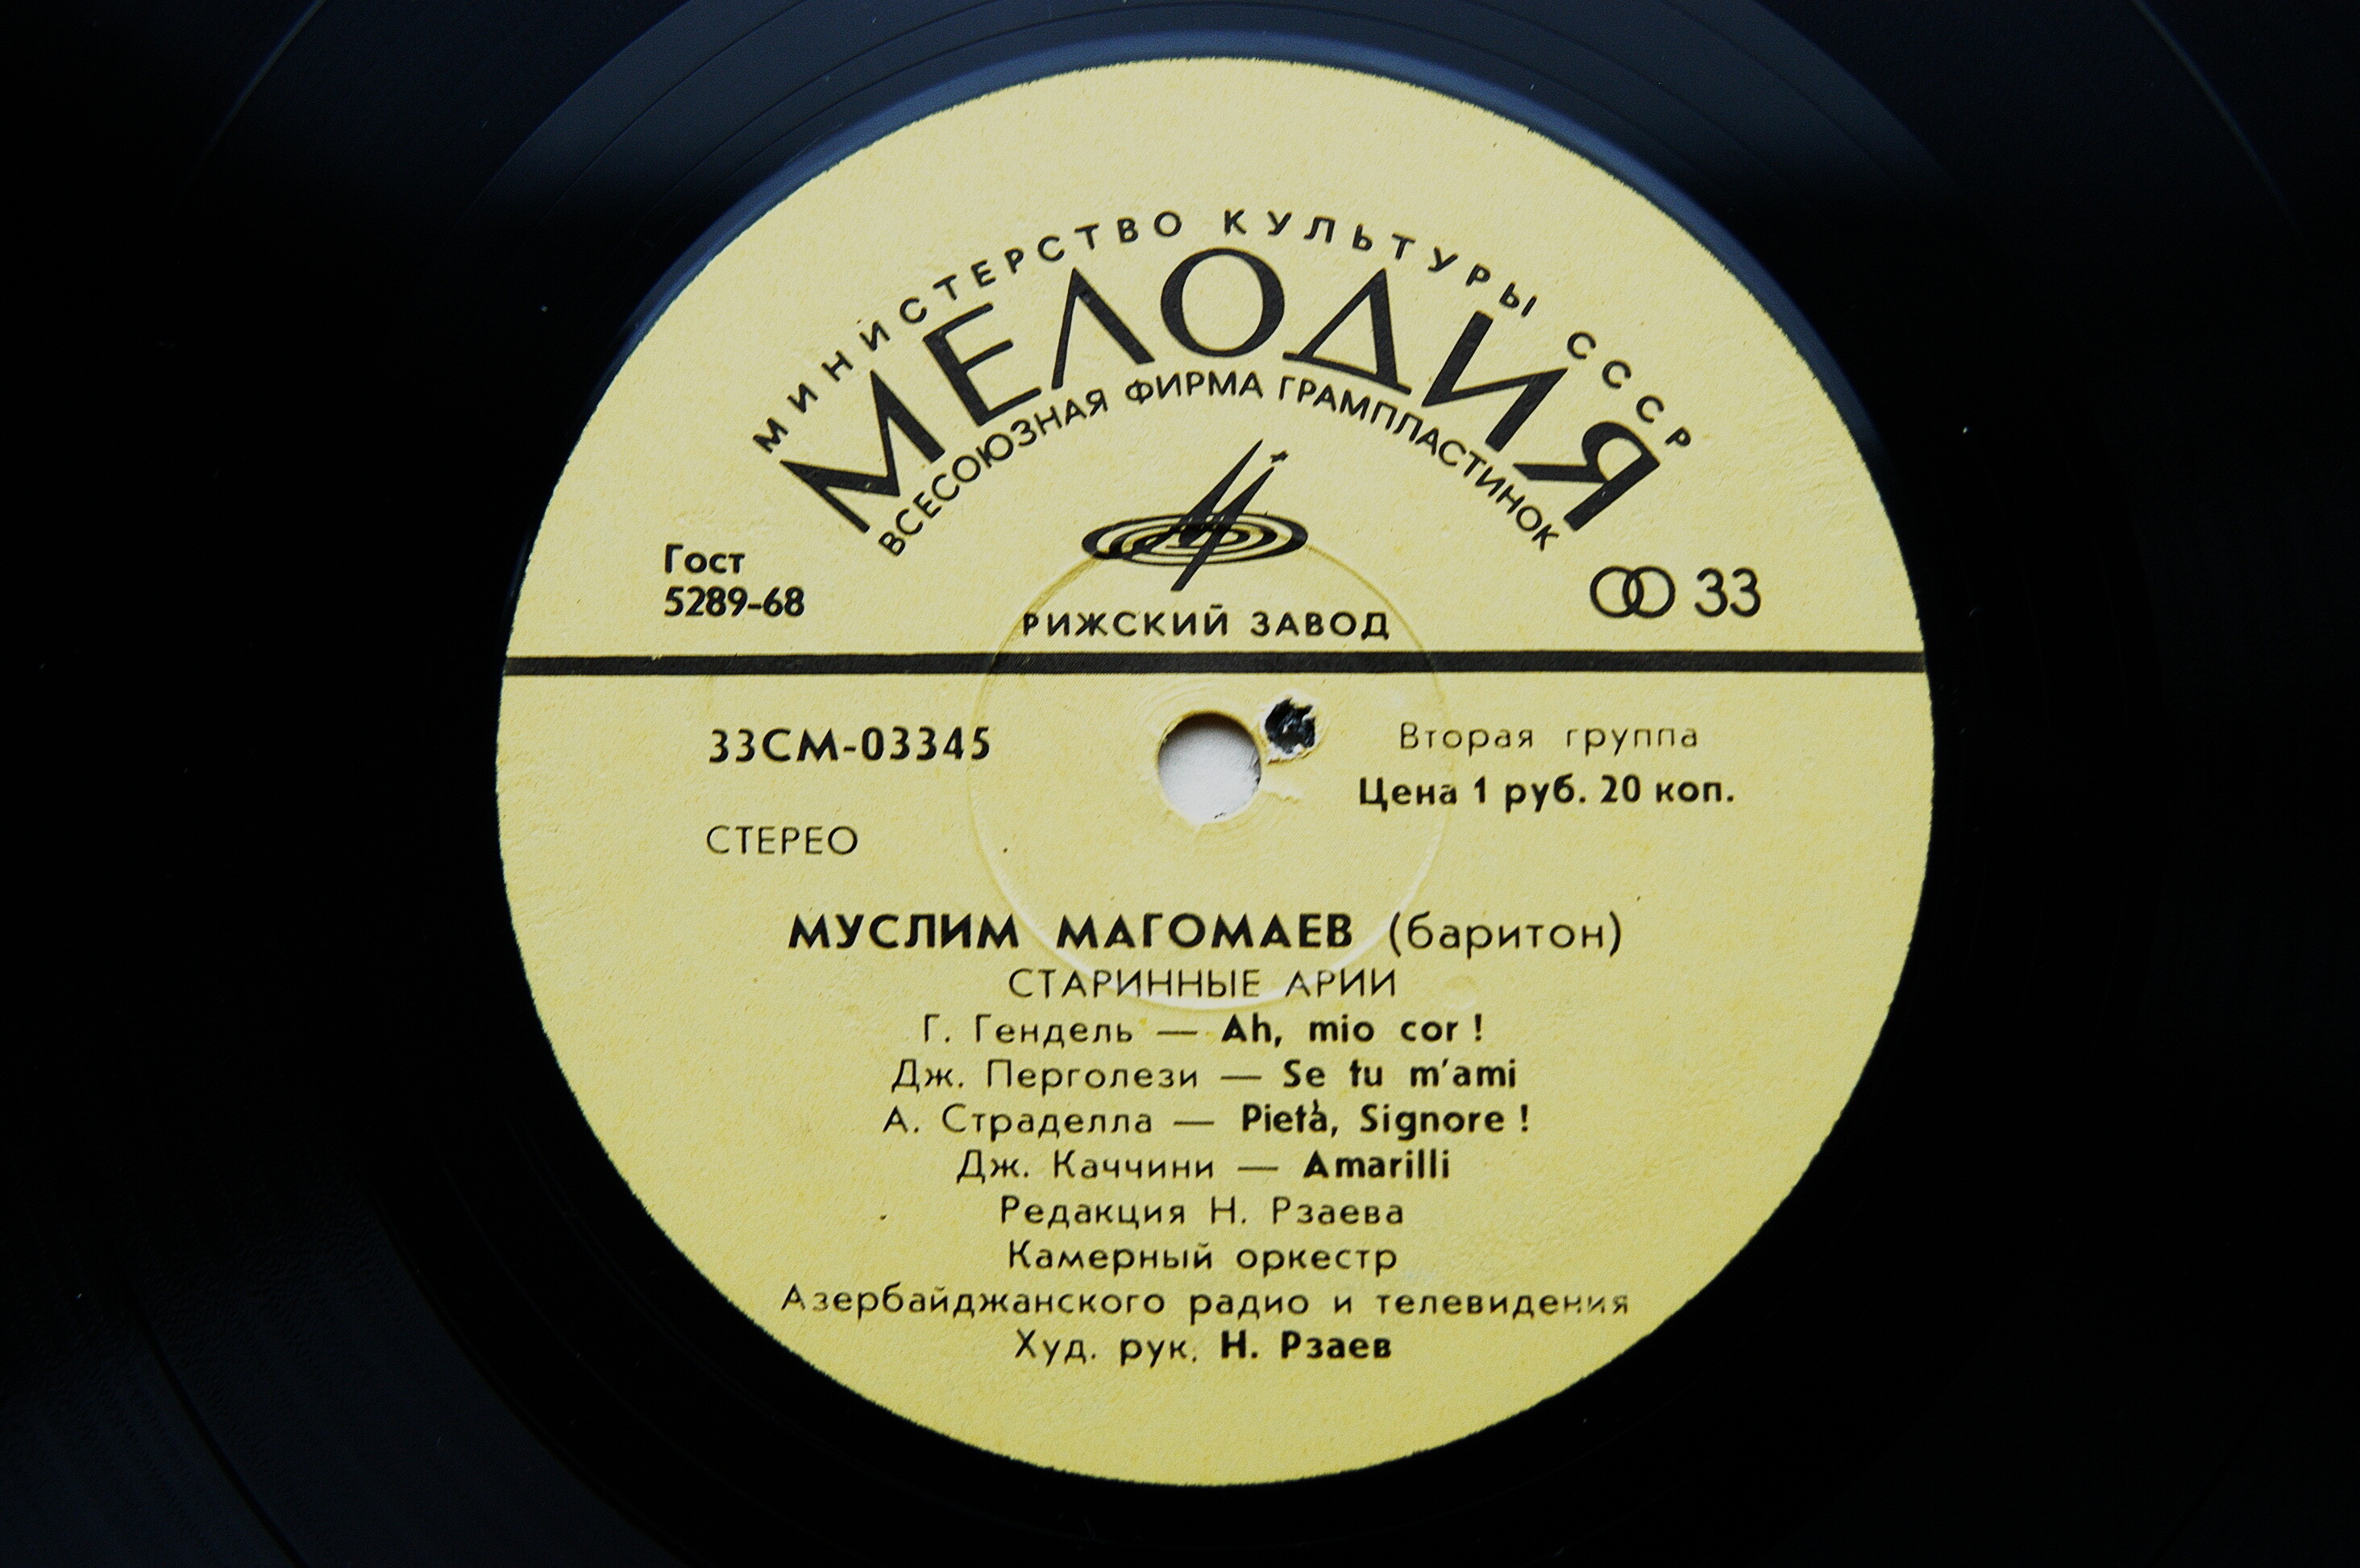 МИНИСТЕРСТВО КУЛЬТУРЫ СССР
МЕЛОДИЯ
ВСЕСОЮЗНАЯ ФИРМА ГРАМПЛАСТИНОК
Гост
5289-68
33
РИЖСКИЙ ЗАВОД
33СМ-03345
Вторая группа
Цена 1 руб. 20 коп.
СТЕРЕО
МУСЛИМ МАГОМАЕВ (баритон)
СТАРИННЫЕ АРИИ
Г. Гендель — Ah, mio cor !
Дж. Перголези — Se tu m'ami
А. Страделла — Pietà, Signore !
Дж. Каччини — Amarilli
Редакция Н. Рзаева
Камерный оркестр
Азербайджанского радио и телевидения
Худ. рук. Н. Рзаев